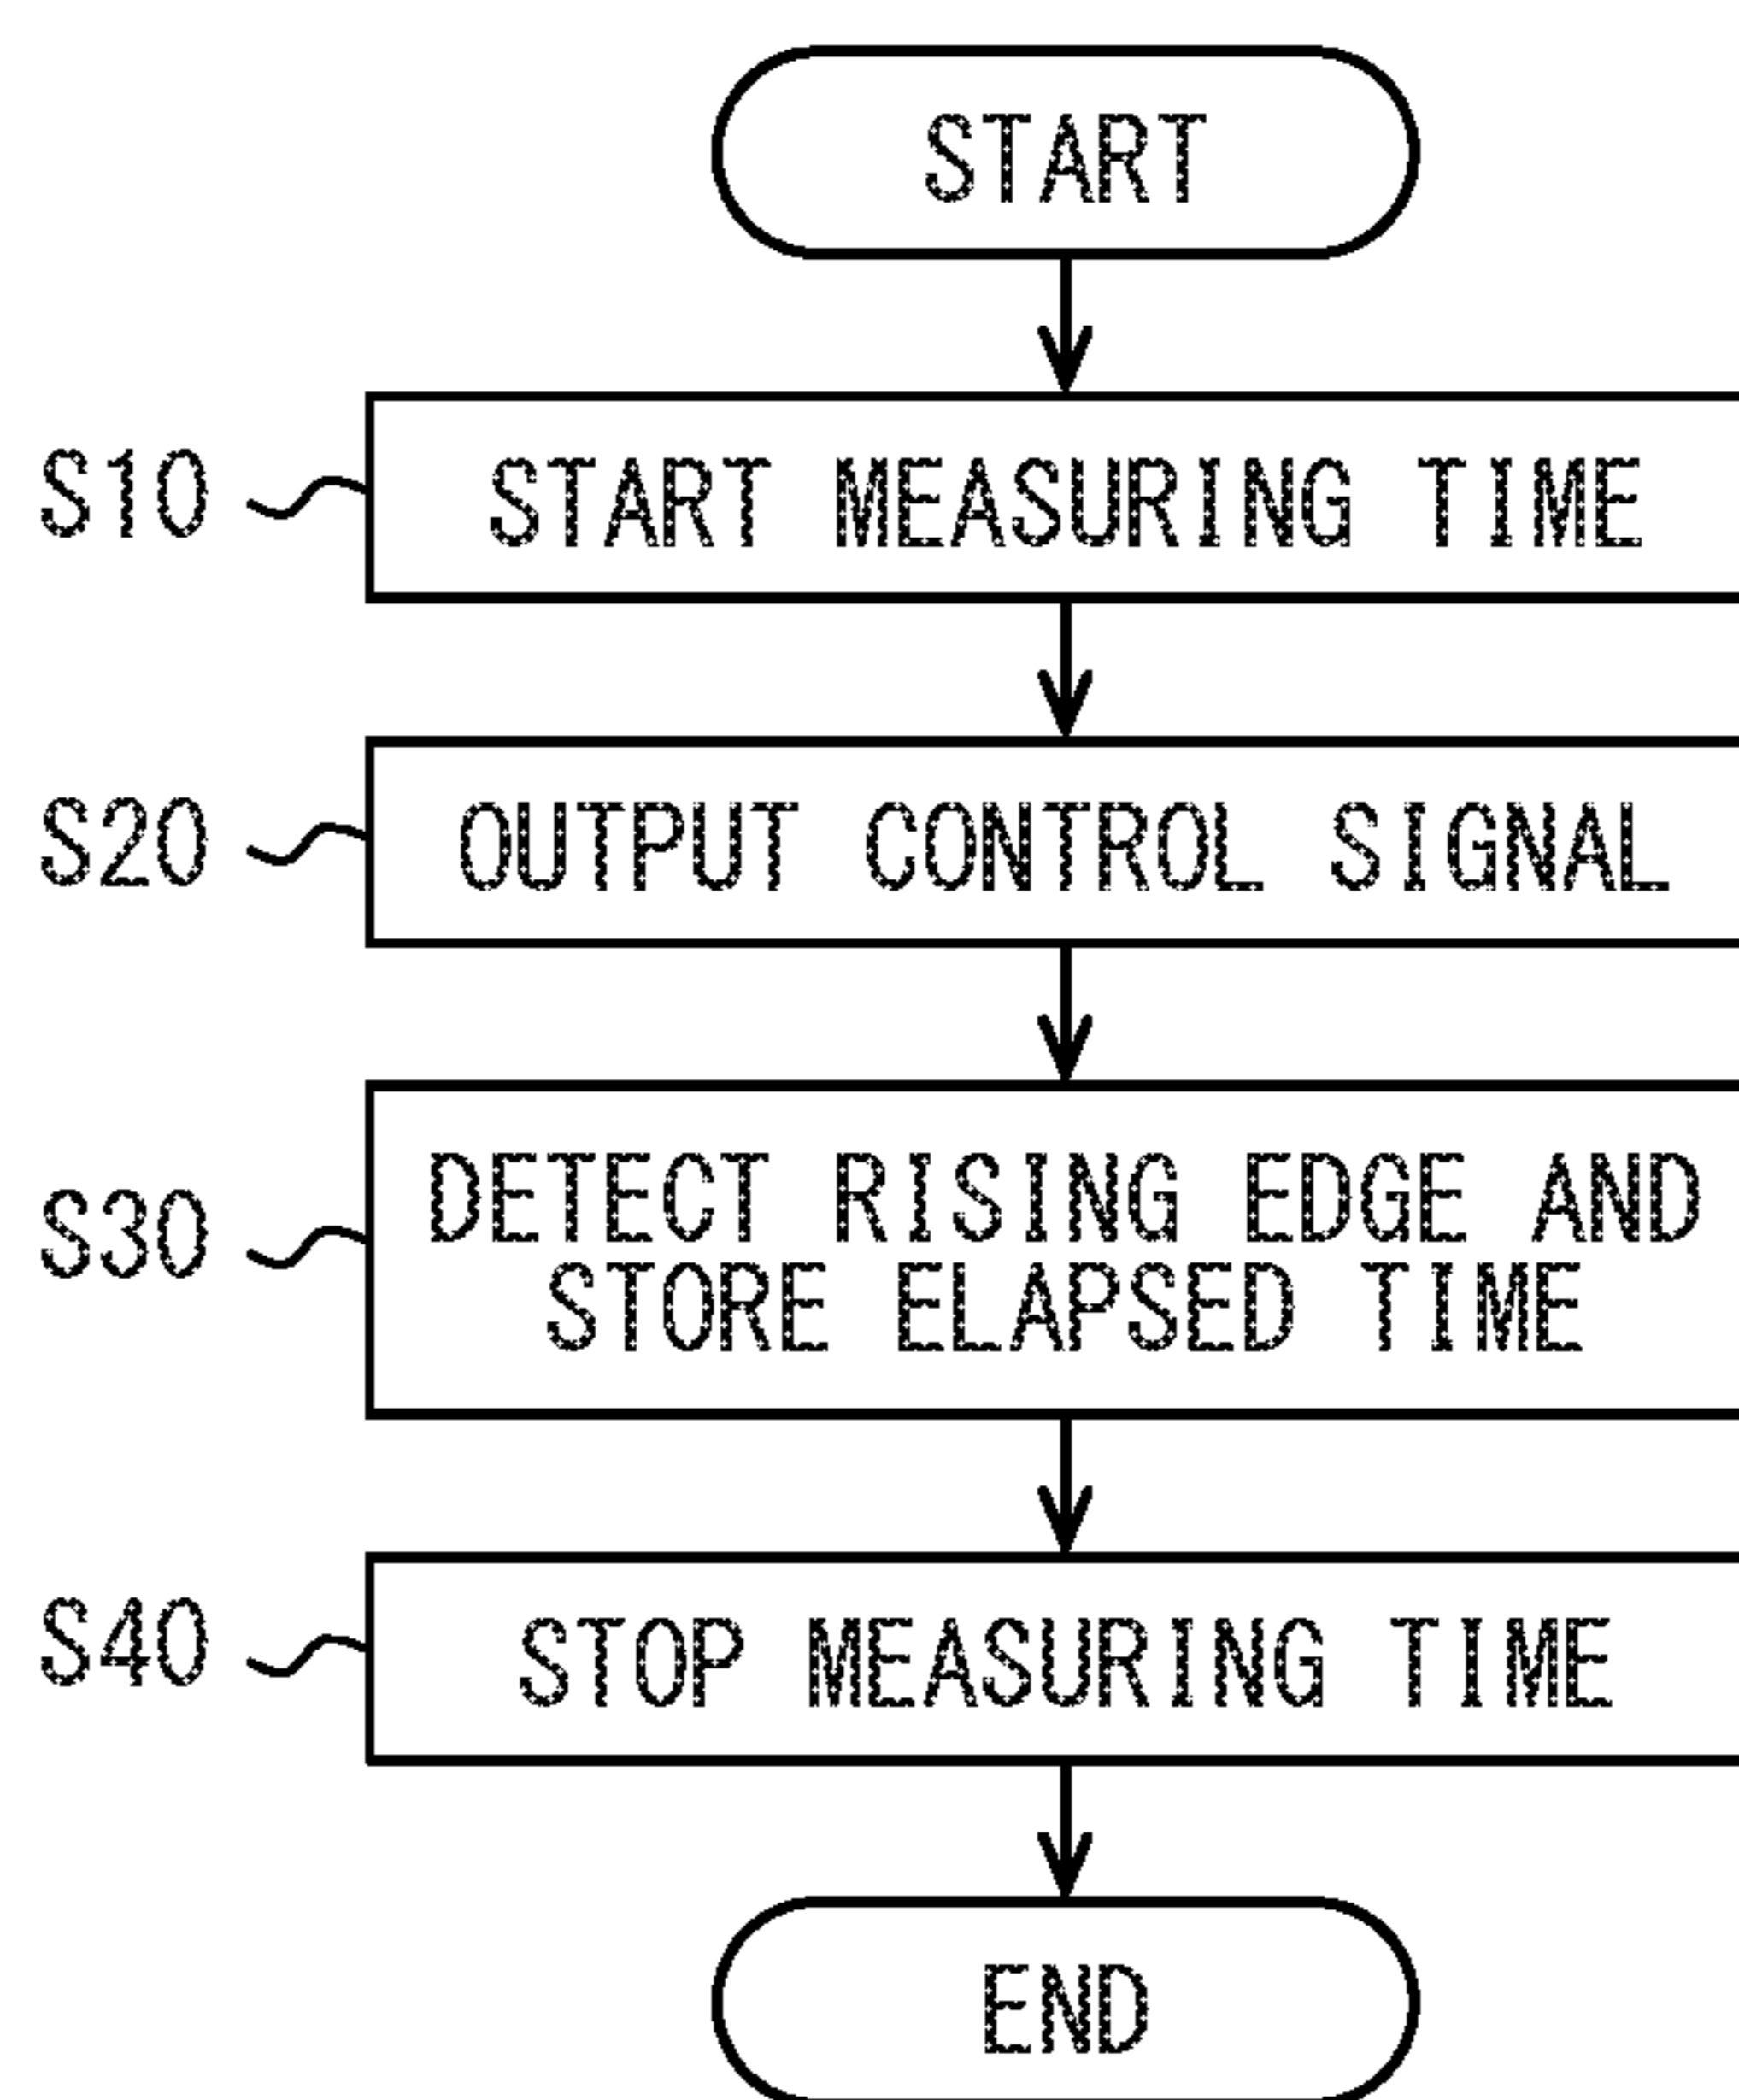 START
S10
START MEASURING TIME
S20
OUTPUT CONTROL SIGNAL
S30
DETECT RISING EDGE AND
STORE ELAPSED TIME
S40
STOP MEASURING TIME
END